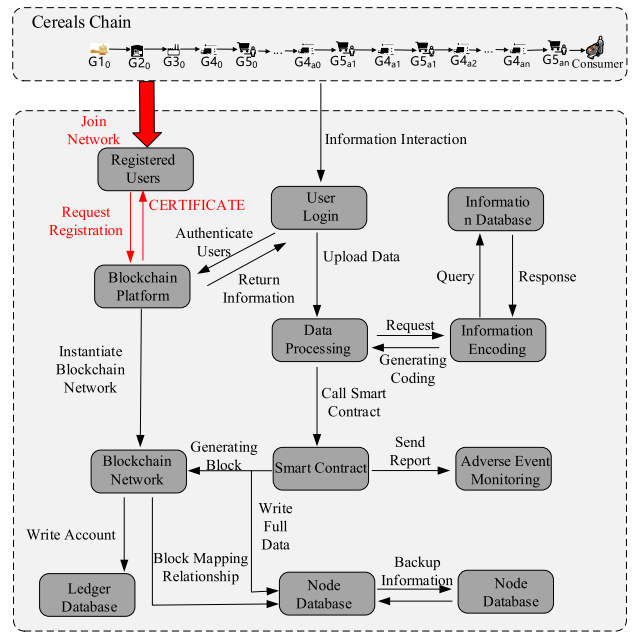 Cereals Chain
G1₀ G2₀ G3₀ G4₀ G5₀ ... G4ₐ₀ G5ₐ₁ G4ₐ₁ G5ₐ₁ G4ₐ₂ ... G4ₐₙ G5ₐₙ Consumer
Join
Network
Information Interaction
Registered
Users
Request
Registration
CERTIFICATE
User
Login
Informatio
n Database
Authenticate
Users
Upload Data
Query
Response
Return
Information
Blockchain
Platform
Data
Processing
Request
Generating
Coding
Information
Encoding
Instantiate
Blockchain
Network
Call Smart
Contract
Generating
Block
Send
Report
Blockchain
Network
Smart Contract
Adverse Event
Monitoring
Write
Full
Data
Write Account
Block Mapping
Relationship
Backup
Information
Ledger
Database
Node
Database
Node
Database